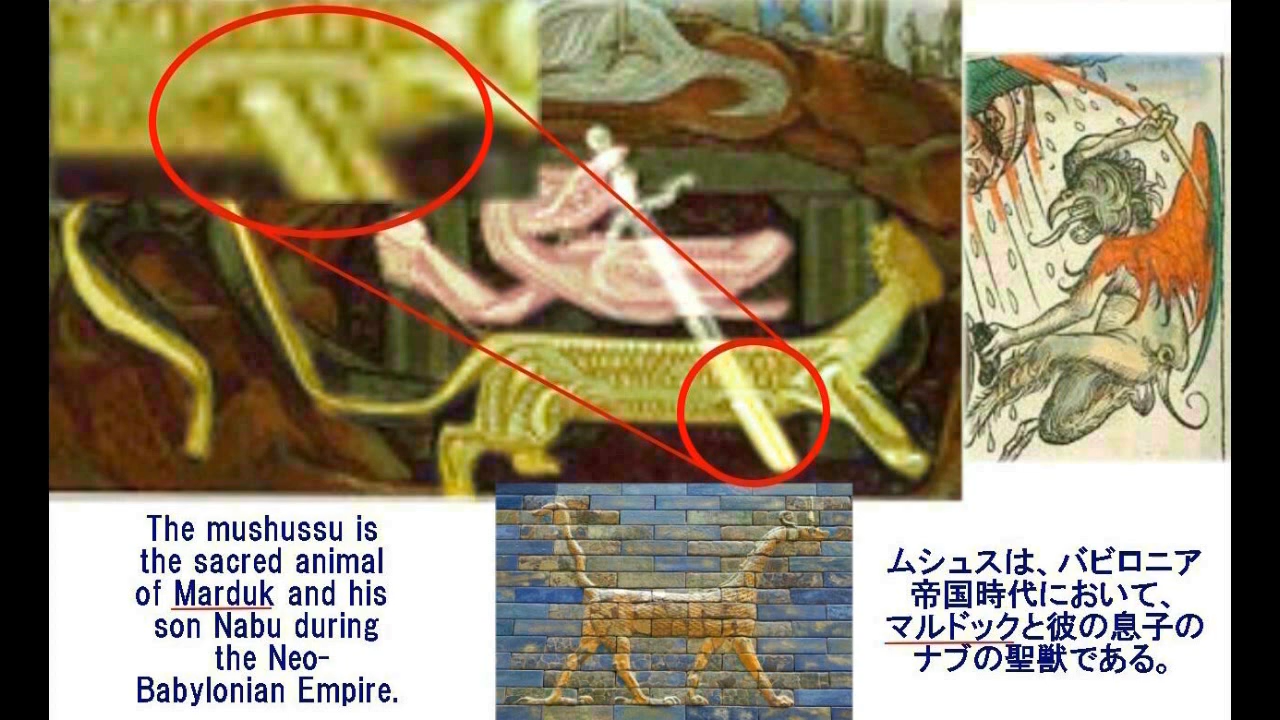 The mushussu is
the sacred animal
of Marduk and his
son Nabu during
the Neo-
Babylonian Empire.
ムシュスは、バビロニア
帝国時代において、
マルドックと彼の息子の
ナブの聖獣である。